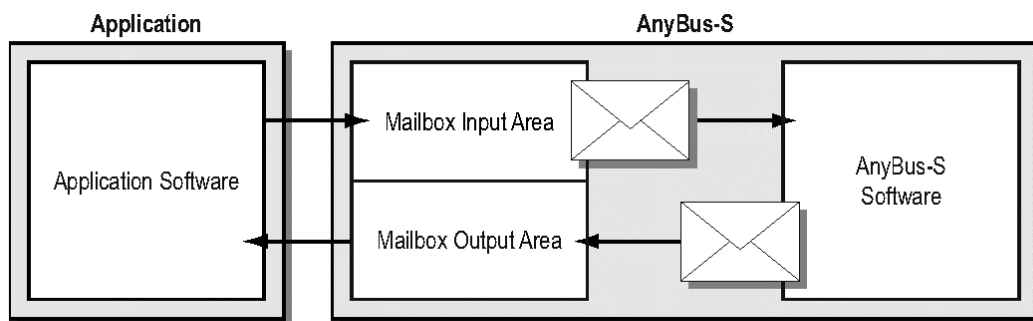 Application
AnyBus-S
Application Software
Mailbox Input Area
Mailbox Output Area
AnyBus-S
Software